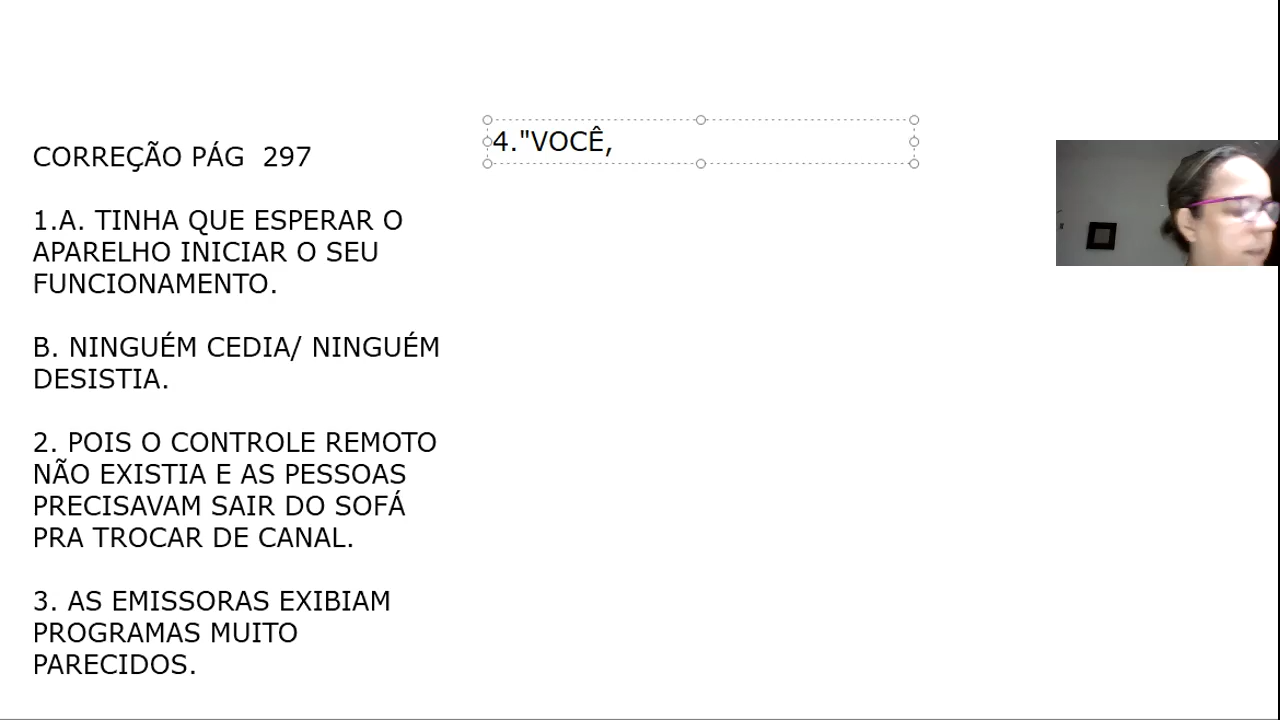 CORREÇÃO PÁG  297
1.A. TINHA QUE ESPERAR O
APARELHO INICIAR O SEU
FUNCIONAMENTO.
B. NINGUÉM CEDIA/ NINGUÉM
DESISTIA.
2. POIS O CONTROLE REMOTO
NÃO EXISTIA E AS PESSOAS
PRECISAVAM SAIR DO SOFÁ
PRA TROCAR DE CANAL.
3. AS EMISSORAS EXIBIAM
PROGRAMAS MUITO
PARECIDOS.
4."VOCÊ,